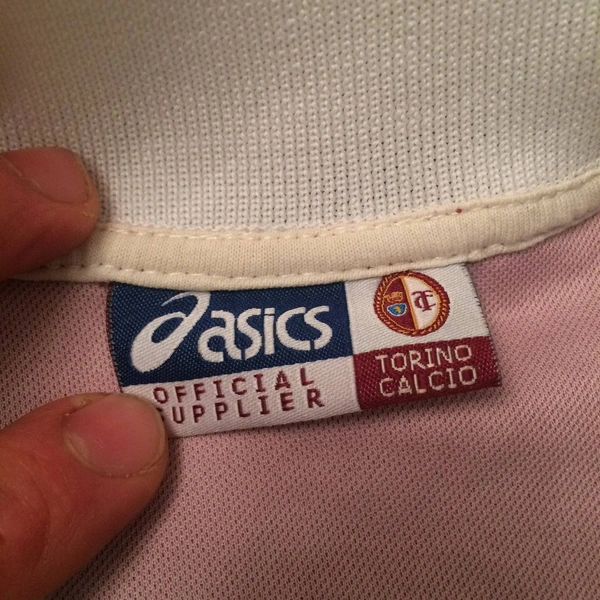 asics
OFFICIAL
SUPPLIER
TORINO
CALCIO